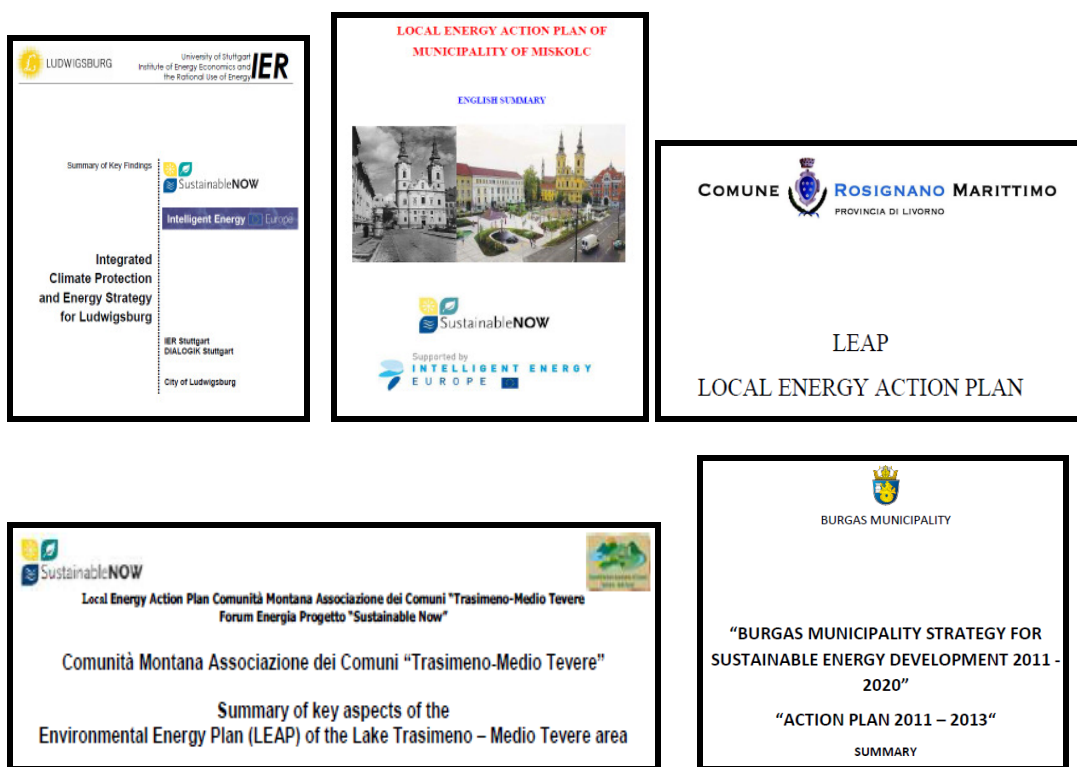 LUDWIGSBURG
University of Stuttgart
Institute of Energy Economics and
the Rational Use of Energy
IER
Summary of Key Findings
SustainableNOW
Intelligent Energy Europe
Integrated
Climate Protection
and Energy Strategy
for Ludwigsburg
IER Stuttgart
DIALOGIK Stuttgart
City of Ludwigsburg
LOCAL ENERGY ACTION PLAN OF
MUNICIPALITY OF MISKOLC
ENGLISH SUMMARY
SustainableNOW
Supported by
INTELLIGENT ENERGY
EUROPE
COMUNE ROSIGNANO MARITTIMO
PROVINCIA DI LIVORNO
LEAP
LOCAL ENERGY ACTION PLAN
SustainableNOW
Local Energy Action Plan Comunità Montana Associazione dei Comuni "Trasimeno-Medio Tevere
Forum Energia Progetto "Sustainable Now"
Comunità Montana Associazione dei Comuni “Trasimeno-Medio Tevere”
Summary of key aspects of the
Environmental Energy Plan (LEAP) of the Lake Trasimeno – Medio Tevere area
BURGAS MUNICIPALITY
“BURGAS MUNICIPALITY STRATEGY FOR
SUSTAINABLE ENERGY DEVELOPMENT 2011 -
2020”
“ACTION PLAN 2011 – 2013“
SUMMARY